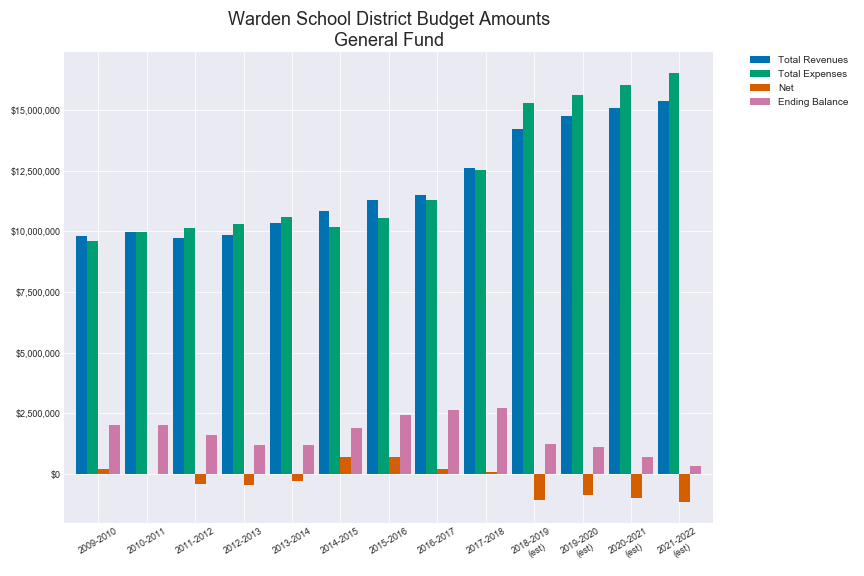 Warden School District Budget Amounts
General Fund
Total Revenues
Total Expenses
Net
Ending Balance
$15,000,000
$12,500,000
$10,000,000
$7,500,000
$5,000,000
$2,500,000
$0
2009-2010
2010-2011
2011-2012
2012-2013
2013-2014
2014-2015
2015-2016
2016-2017
2017-2018
2018-2019
(est)
2019-2020
(est)
2020-2021
(est)
2021-2022
(est)